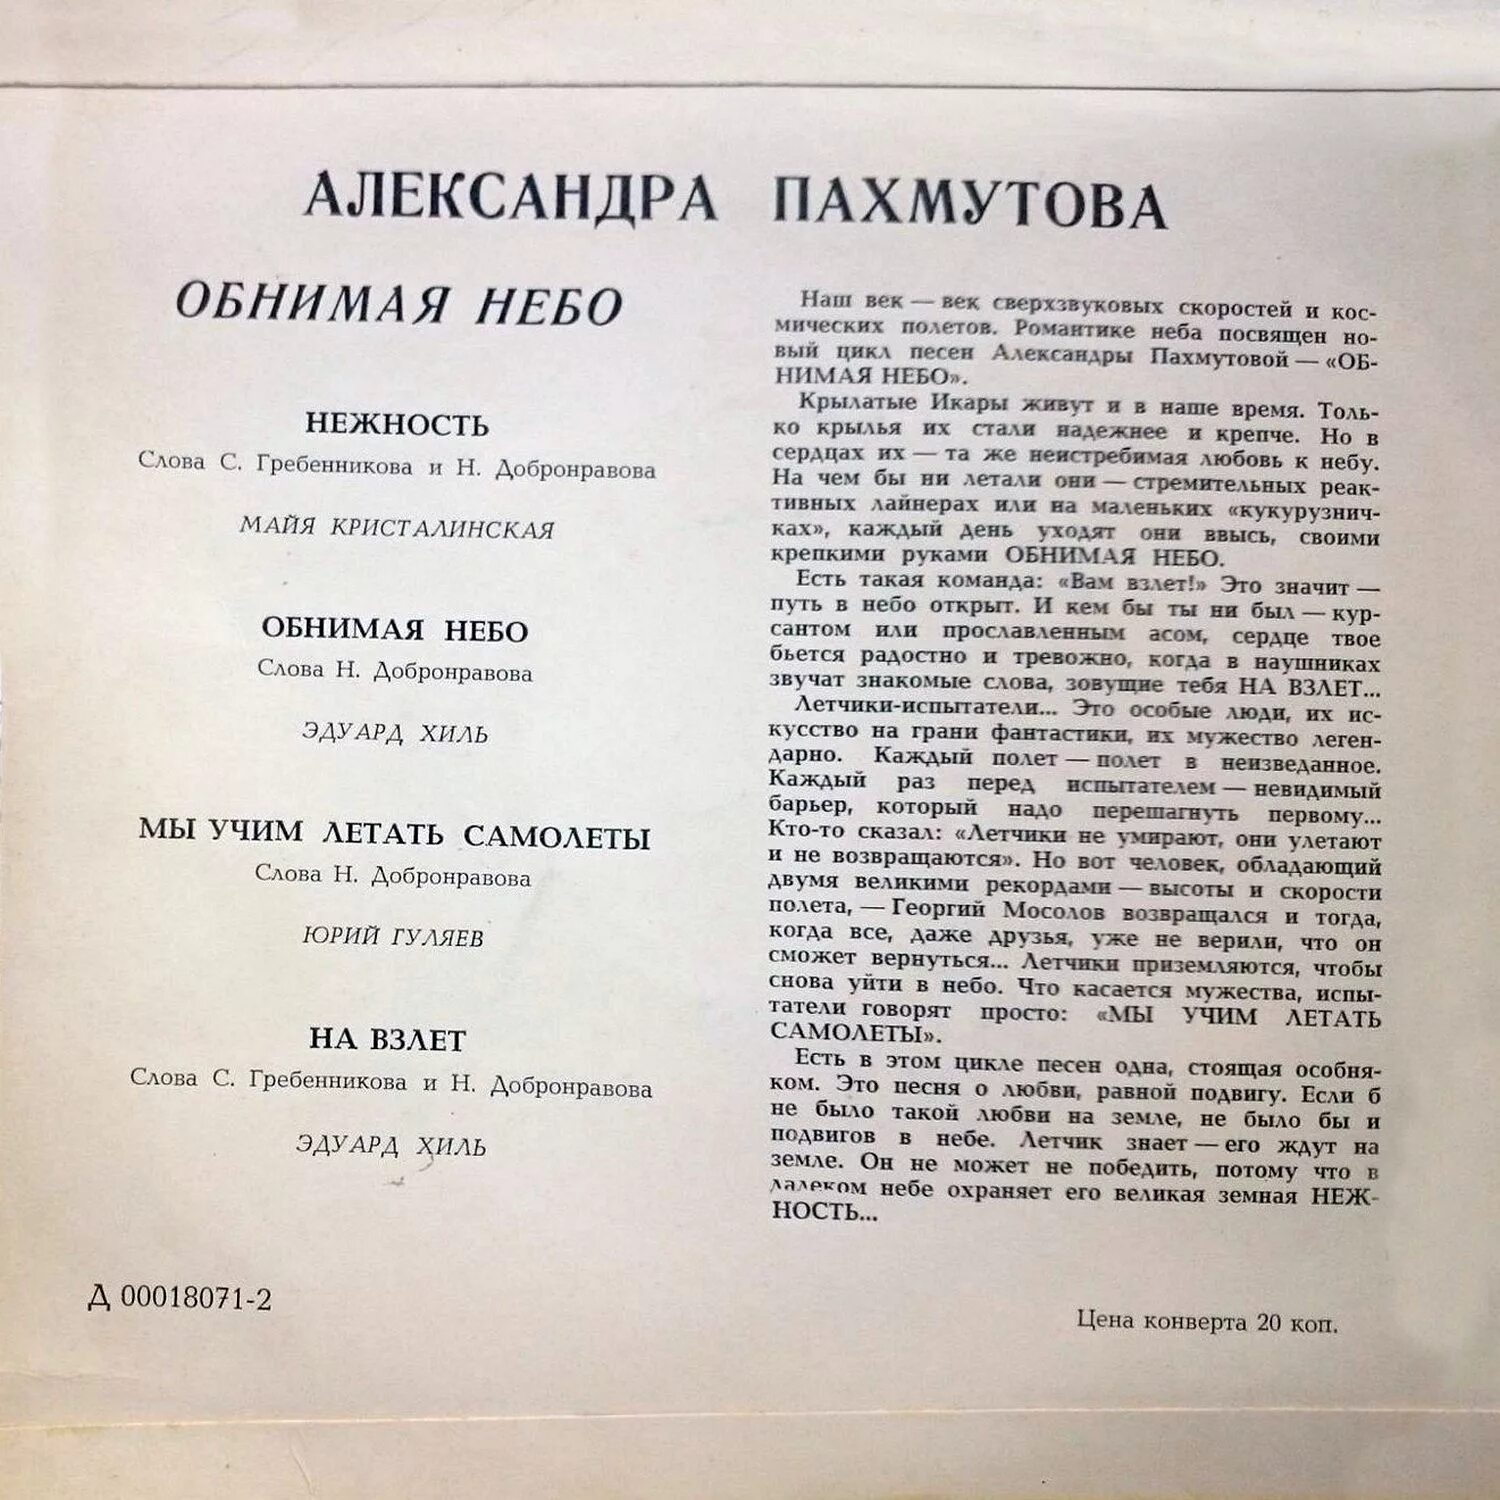 АЛЕКСАНДРА ПАХМУТОВА
ОБНИМАЯ НЕБО
НЕЖНОСТЬ
Слова С. Гребенникова и Н. Добронравова
МАЙЯ КРИСТАЛИНСКАЯ
ОБНИМАЯ НЕБО
Слова Н. Добронравова
ЭДУАРД ХИЛЬ
МЫ УЧИМ ЛЕТАТЬ САМОЛЕТЫ
Слова Н. Добронравова
ЮРИЙ ГУЛЯЕВ
НА ВЗЛЕТ
Слова С. Гребенникова и Н. Добронравова
ЭДУАРД ХИЛЬ
Д 00018071-2
Наш век — век сверхзвуковых скоростей и кос-
мических полетов. Романтике неба посвящен но-
вый цикл песен Александры Пахмутовой — «ОБ-
НИМАЯ НЕБО».
Крылатые Икары живут и в наше время. Толь-
ко крылья их стали надежнее и крепче. Но в
сердцах их — та же неистребимая любовь к небу.
На чем бы ни летали они — стремительных реак-
тивных лайнерах или на маленьких «кукурузнич-
ках», каждый день уходят они ввысь, своими
крепкими руками ОБНИМАЯ НЕБО.
Есть такая команда: «Вам взлет!» Это значит —
путь в небо открыт. И кем бы ты ни был — кур-
сантом или прославленным асом, сердце твое
бьется радостно и тревожно, когда в наушниках
звучат знакомые слова, зовущие тебя НА ВЗЛЕТ...
Летчики-испытатели... Это особые люди, их ис-
кусство на грани фантастики, их мужество леген-
дарно. Каждый полет — полет в неизведанное.
Каждый раз перед испытателем — невидимый
барьер, который надо перешагнуть первому...
Кто-то сказал: «Летчики не умирают, они улетают
и не возвращаются». Но вот человек, обладающий
двумя великими рекордами — высоты и скорости
полета, — Георгий Мосолов возвращался и тогда,
когда все, даже друзья, уже не верили, что он
сможет вернуться... Летчики приземляются, чтобы
снова уйти в небо. Что касается мужества, испы-
татели говорят просто: «МЫ УЧИМ ЛЕТАТЬ
САМОЛЕТЫ».
Есть в этом цикле песен одна, стоящая особня-
ком. Это песня о любви, равной подвигу. Если б
не было такой любви на земле, не было бы и
подвигов в небе. Летчик знает — его ждут на
земле. Он не может не победить, потому что в
далеком небе охраняет его великая земная НЕЖ-
НОСТЬ...
Цена конверта 20 коп.